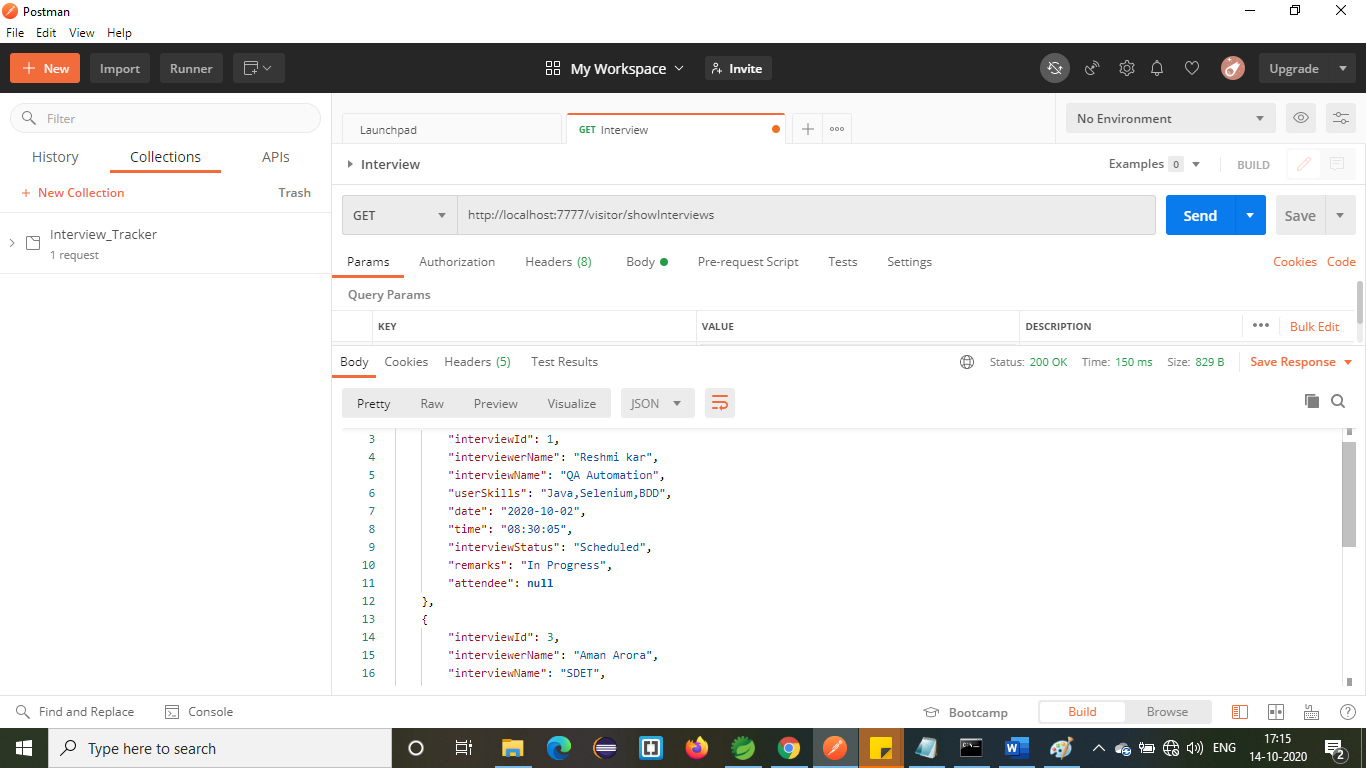 Postman
File Edit View Help
+ New Import Runner My Workspace Invite Upgrade
Filter
History Collections APIs
+ New Collection Trash
Interview_Tracker
1 request
Launchpad GET Interview No Environment
Interview Examples 0 BUILD
GET http://localhost:7777/visitor/showInterviews Send Save
Params Authorization Headers (8) Body Pre-request Script Tests Settings Cookies Code
Query Params
KEY VALUE DESCRIPTION ••• Bulk Edit
Body Cookies Headers (5) Test Results Status: 200 OK Time: 150 ms Size: 829 B Save Response
Pretty Raw Preview Visualize JSON
3 "interviewId": 1,
4 "interviewerName": "Reshmi kar",
5 "interviewName": "QA Automation",
6 "userSkills": "Java,Selenium,BDD",
7 "date": "2020-10-02",
8 "time": "08:30:05",
9 "interviewStatus": "Scheduled",
10 "remarks": "In Progress",
11 "attendee": null
12 },
13 {
14 "interviewId": 3,
15 "interviewerName": "Aman Arora",
16 "interviewName": "SDET",
Find and Replace Console Bootcamp Build Browse
Type here to search ENG 17:15
14-10-2020 2